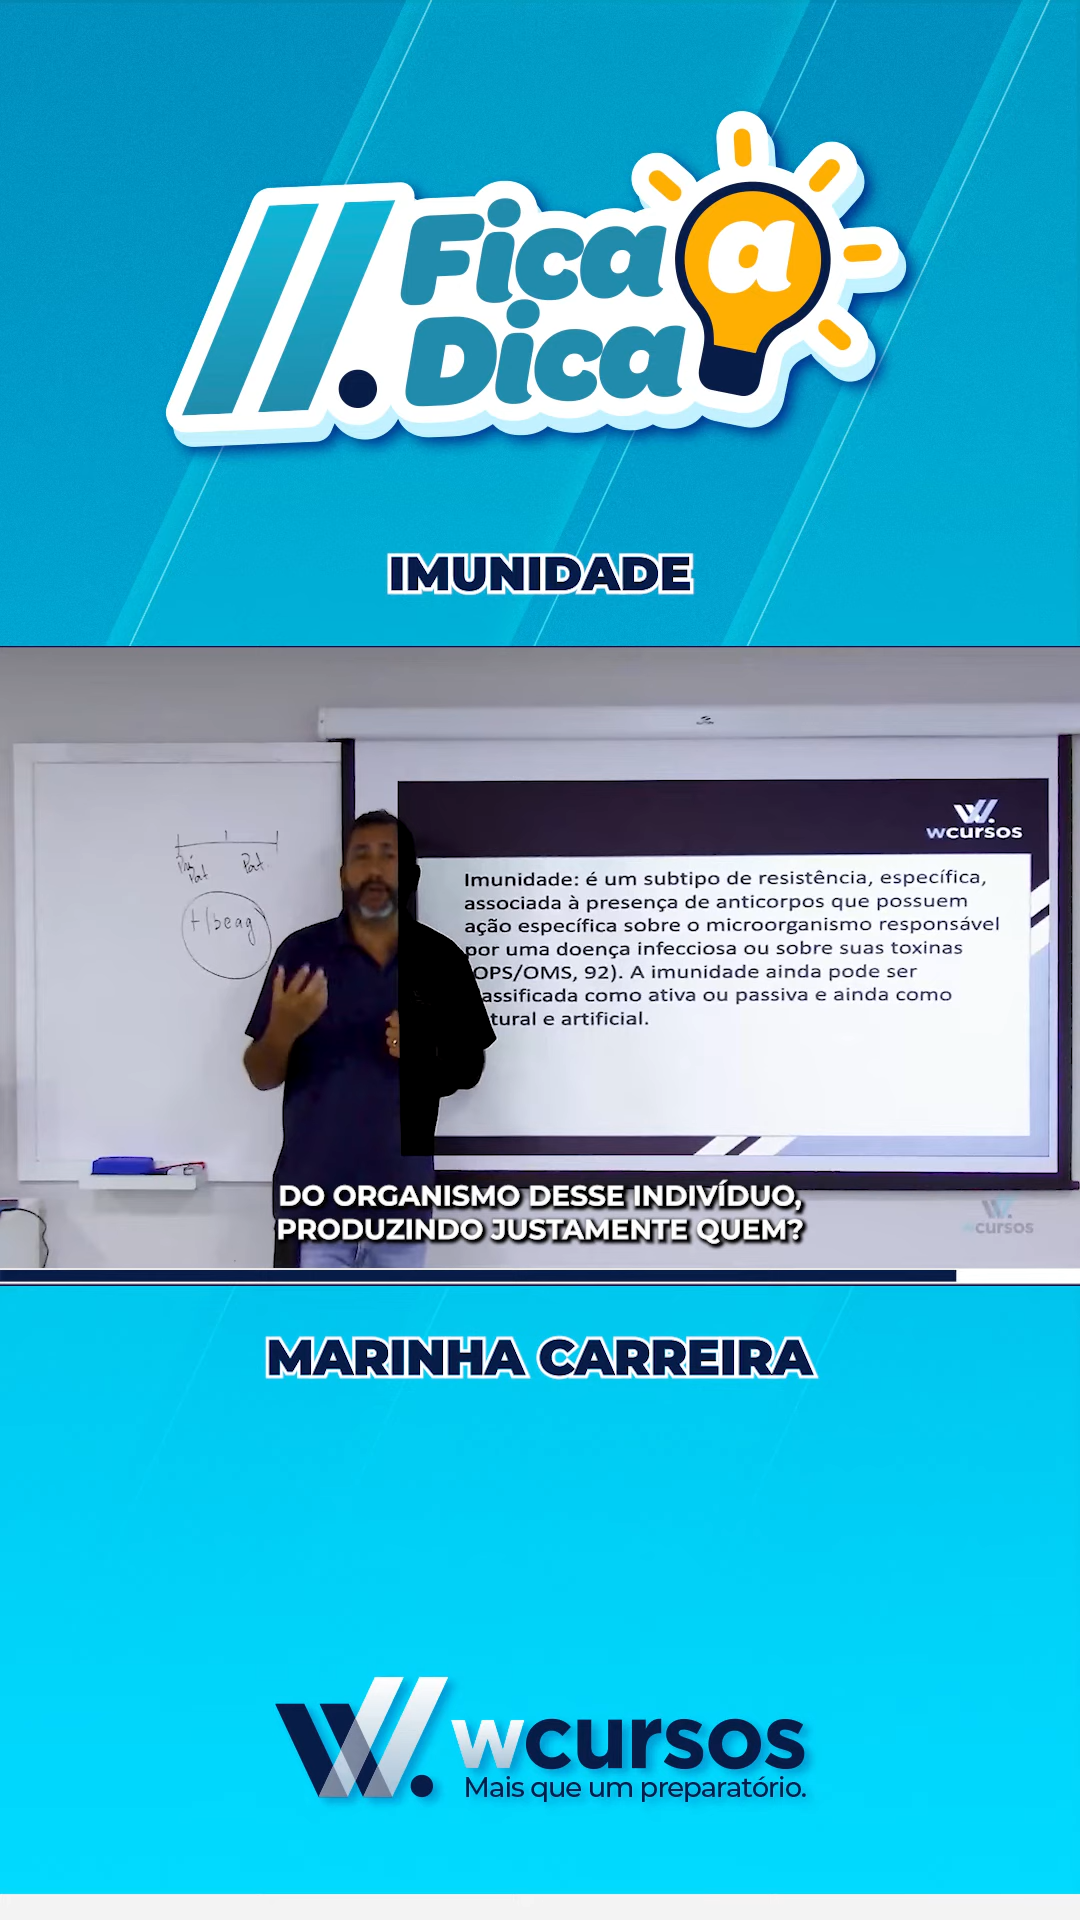 Fica a
Dica
IMUNIDADE
wcursos
Imunidade: é um subtipo de resistência, específica,
associada à presença de anticorpos que possuem
ação específica sobre o microorganismo responsável
por uma doença infecciosa ou sobre suas toxinas
OPS/OMS, 92). A imunidade ainda pode ser
assificada como ativa ou passiva e ainda como
tural e artificial.
Pat.
DO ORGANISMO DESSE INDIVÍDUO,
PRODUZINDO JUSTAMENTE QUEM?
wcursos
MARINHA CARREIRA
wcursos
Mais que um preparatório.